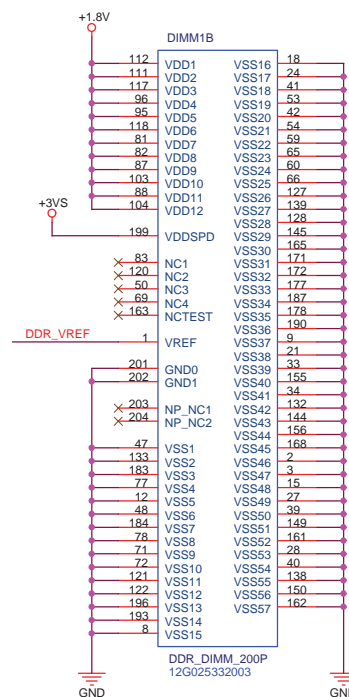 +1.8V
DIMM1B
112 VDD1 VSS16 18
111 VDD2 VSS17 24
117 VDD3 VSS18 41
96 VDD4 VSS19 53
95 VDD5 VSS20 42
118 VDD6 VSS21 54
81 VDD7 VSS22 59
82 VDD8 VSS23 65
87 VDD9 VSS24 60
103 VDD10 VSS25 66
88 VDD11 VSS26 127
104 VDD12 VSS27 139
VSS28 128
+3VS
199 VDDSPD VSS29 145
VSS30 165
83 NC1 VSS31 171
120 NC2 VSS32 172
50 NC3 VSS33 177
69 NC4 VSS34 187
163 NCTEST VSS35 178
VSS36 190
DDR_VREF 1 VREF VSS37 9
VSS38 21
201 GND0 VSS39 33
202 GND1 VSS40 155
VSS41 34
203 NP_NC1 VSS42 132
204 NP_NC2 VSS43 144
VSS44 156
47 VSS1 VSS45 168
133 VSS2 VSS46 2
183 VSS3 VSS47 3
77 VSS4 VSS48 15
12 VSS5 VSS49 27
48 VSS6 VSS50 39
184 VSS7 VSS51 149
78 VSS8 VSS52 161
71 VSS9 VSS53 28
72 VSS10 VSS54 40
121 VSS11 VSS55 138
122 VSS12 VSS56 150
196 VSS13 VSS57 162
193 VSS14
8 VSS15
DDR_DIMM_200P
12G025332003
GND
GND